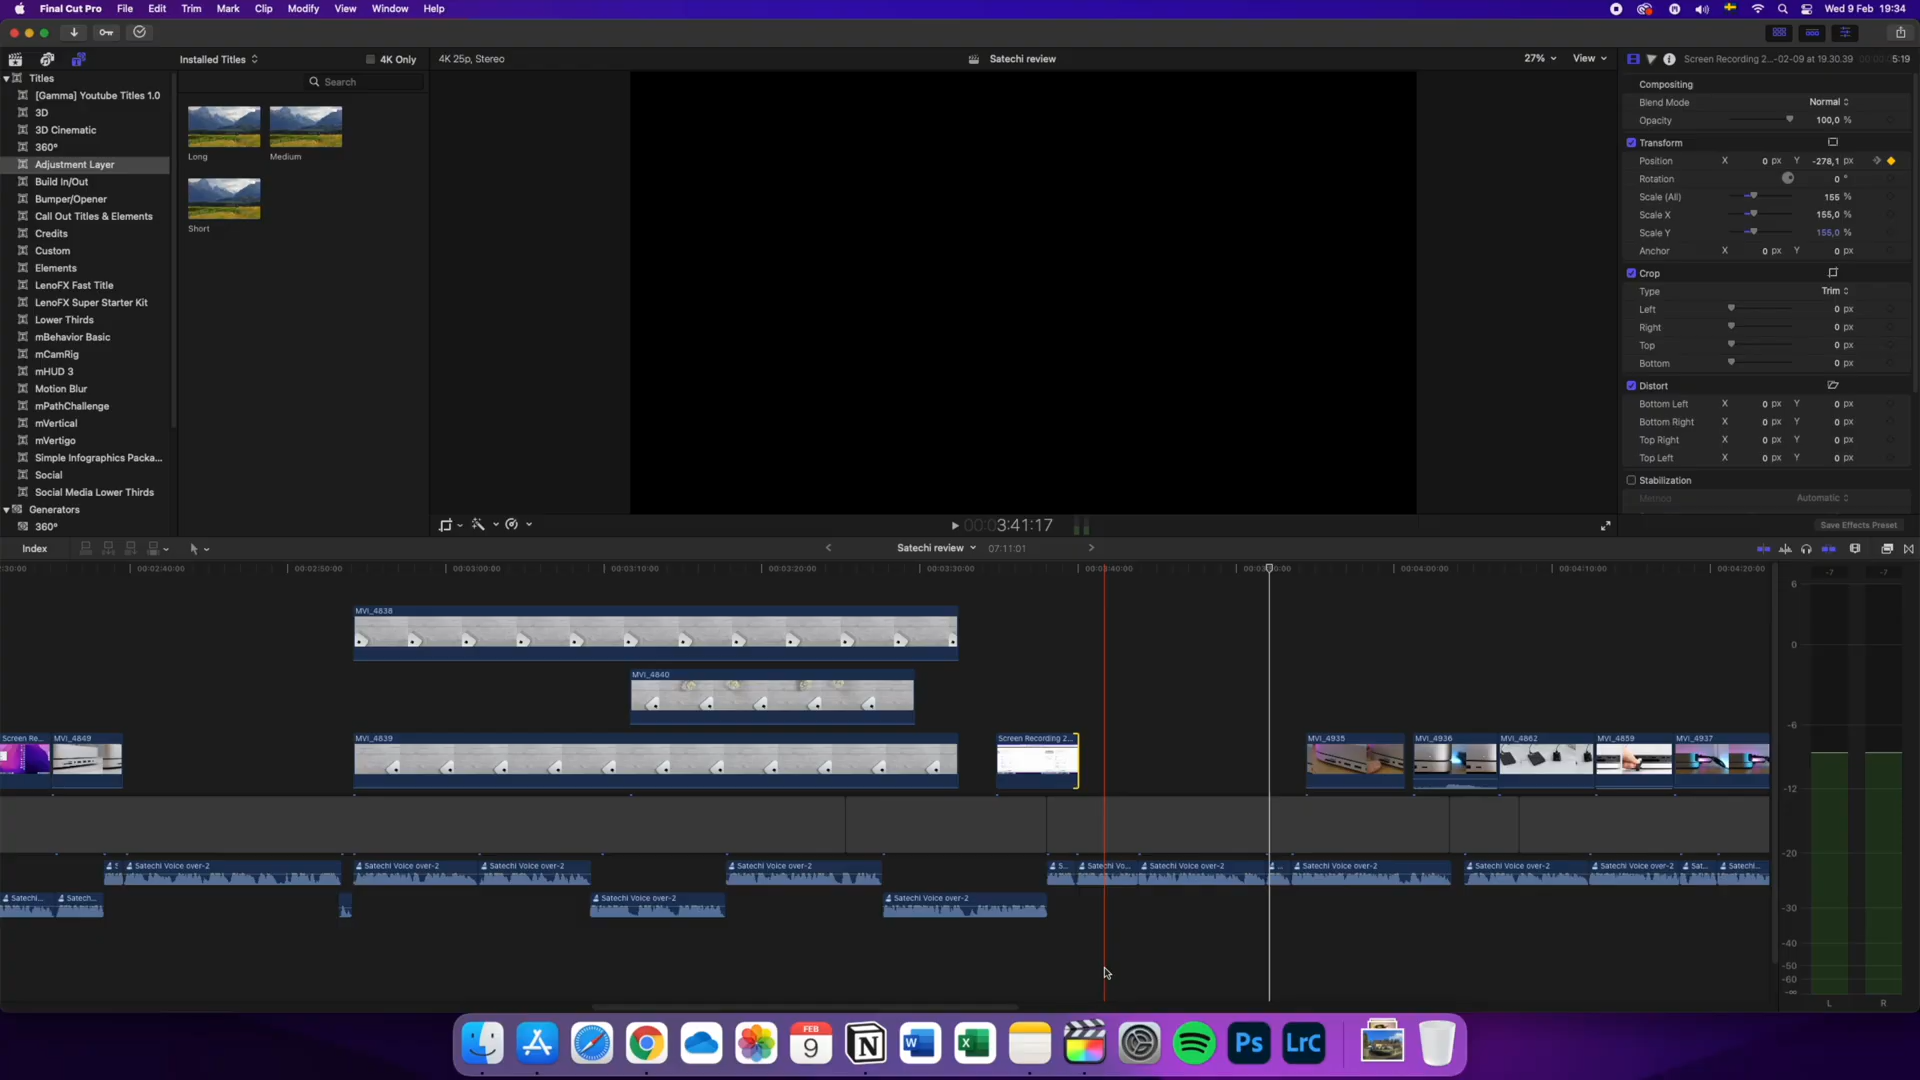 Final Cut Pro File Edit Trim Mark Clip Modify View Window Help Wed 9 Feb 19:34
Installed Titles 4K Only 4K 25p, Stereo Satechi review 27% View Screen Recording 2...-02-09 at 19.30.39 5:19
Titles
Search
[Gamma] Youtube Titles 1.0
3D
3D Cinematic
360°
Adjustment Layer
Build In/Out
Bumper/Opener
Call Out Titles & Elements
Credits
Custom
Elements
LenoFX Fast Title
LenoFX Super Starter Kit
Lower Thirds
mBehavior Basic
mCamRig
mHUD 3
Motion Blur
mPathChallenge
mVertical
mVertigo
Simple Infographics Packa...
Social
Social Media Lower Thirds
Generators
360°
Long Medium
Short
Compositing
Blend Mode Normal
Opacity 100,0 %
Transform
Position X 0 px Y -278,1 px
Rotation 0 °
Scale (All) 155 %
Scale X 155,0 %
Scale Y 155,0 %
Anchor X 0 px Y 0 px
Crop
Type Trim
Left 0 px
Right 0 px
Top 0 px
Bottom 0 px
Distort
Bottom Left X 0 px Y 0 px
Bottom Right X 0 px Y 0 px
Top Right X 0 px Y 0 px
Top Left X 0 px Y 0 px
Stabilization
Method Automatic
Save Effects Preset
00:03:41:17
Index Satechi review 07:11:01
:30:00 00:02:40:00 00:02:50:00 00:03:00:00 00:03:10:00 00:03:20:00 00:03:30:00 00:03:40:00 00:04:00:00 00:04:10:00 00:04:20:00
-7 -7
6
0
-6
-12
-20
-30
-40
-50
-60
-∞
L R
MVI_4838
MVI_4840
Screen Re... MVI_4849 MVI_4839 Screen Recording 2... MVI_4935 MVI_4936 MVI_4862 MVI_4859 MVI_4937
S Satechi Voice over-2 Satechi Voice over-2 Satechi Voice over-2 Satechi Voice over-2 S... Satechi Vo... Satechi Voice over-2 ... Satechi Voice over-2 Satechi Voice over-2 Satechi Voice over-2 Sat... Satechi...
Satechi... Satech... Satechi Voice over-2 Satechi Voice over-2
FEB
9
Ps
LrC